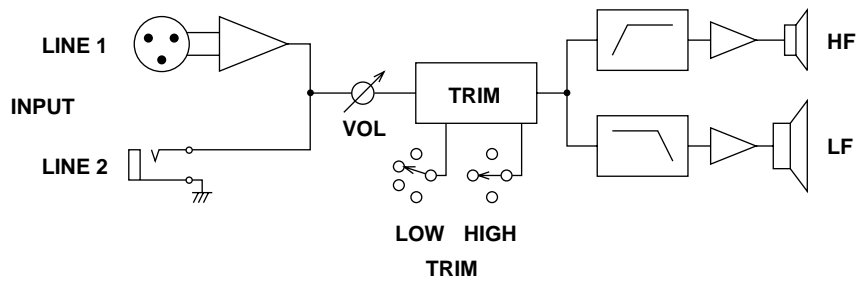 LINE 1
INPUT
LINE 2
VOL
TRIM
LOW
HIGH
TRIM
HF
LF